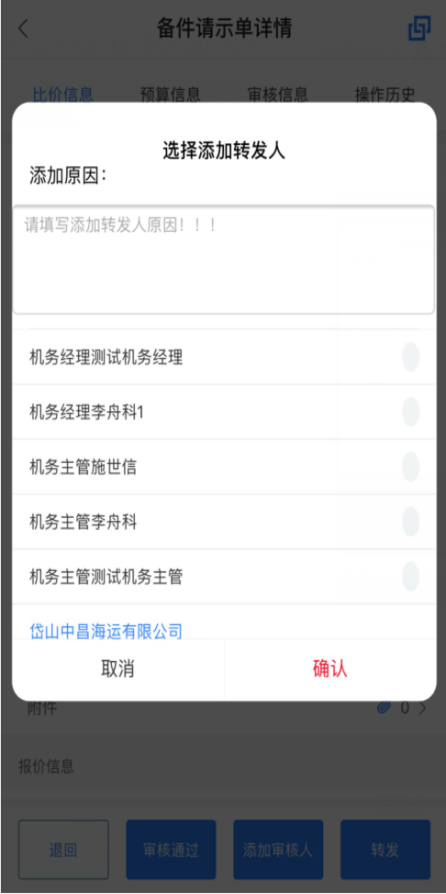 备件请示单详情
比价信息 预算信息 审核信息 操作历史
选择添加转发人
添加原因：
请填写添加转发人原因！！！
机务经理测试机务经理
机务经理李舟科1
机务主管施世信
机务主管李舟科
机务主管测试机务主管
岱山中昌海运有限公司
取消 确认
附件 0
报价信息
退回 审核通过 添加审核人 转发